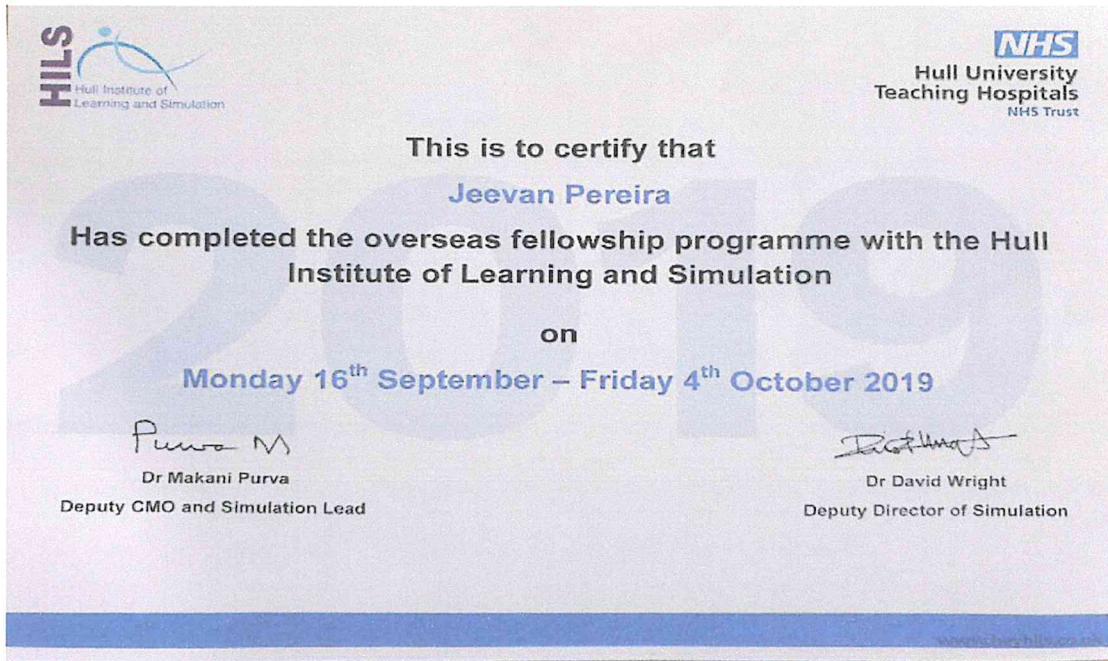 HILS
Hull Institute of
Learning and Simulation
NHS
Hull University
Teaching Hospitals
NHS Trust
2019
This is to certify that
Jeevan Pereira
Has completed the overseas fellowship programme with the Hull
Institute of Learning and Simulation
on
Monday 16th September – Friday 4th October 2019
Purva M
Dr Makani Purva
Deputy CMO and Simulation Lead
Dr David Wright
Deputy Director of Simulation